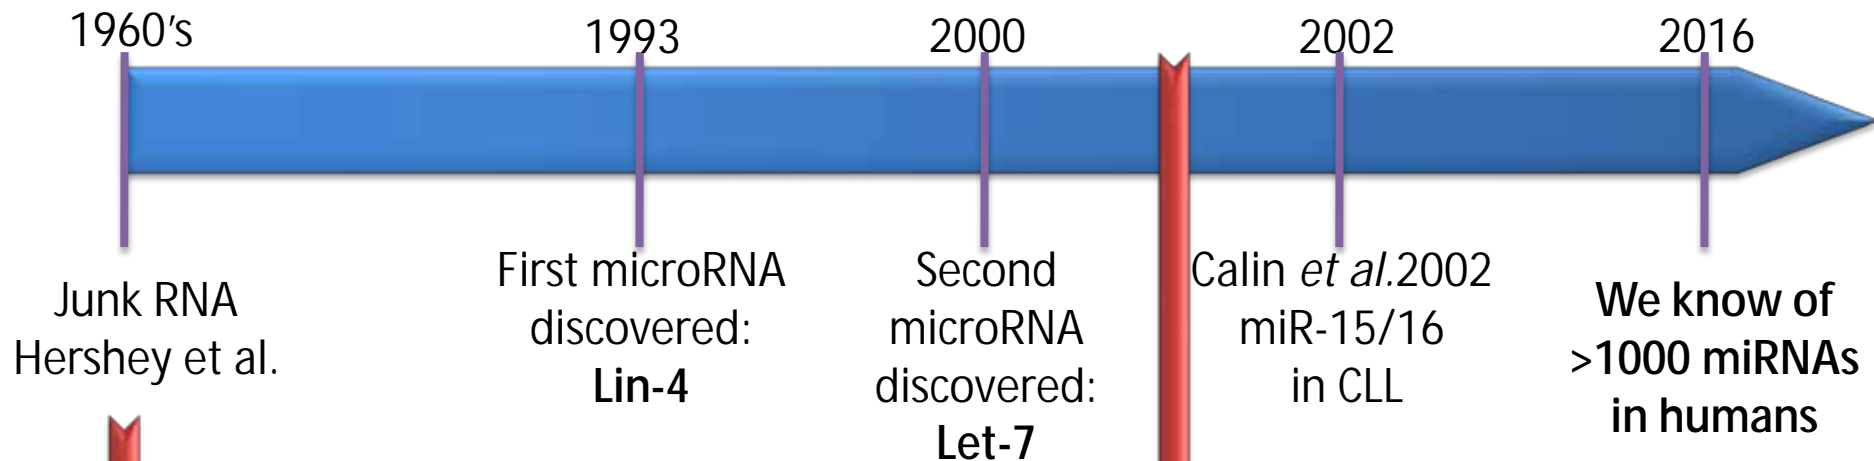 1960's
1993
2000
2002
2016
Junk RNA
Hershey et al.
First microRNA
discovered:
Lin-4
Second
microRNA
discovered:
Let-7
Calin et al.2002
miR-15/16
in CLL
We know of
>1000 miRNAs
in humans